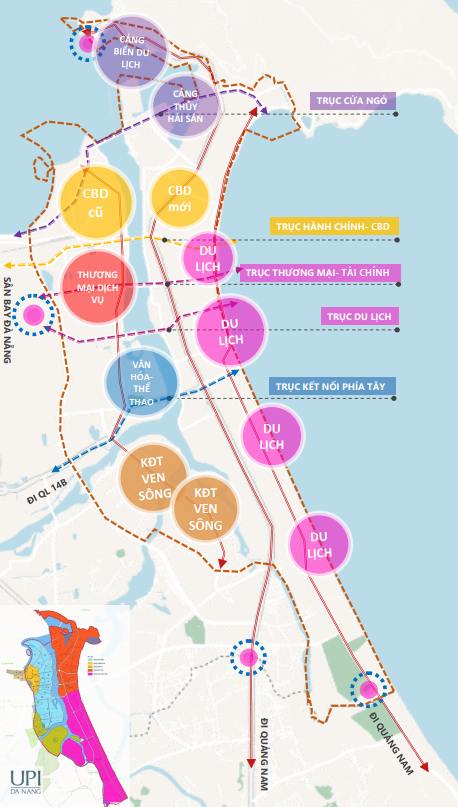 CẢNG
BIỂN DU
LỊCH
CẢNG
THỦY
HẢI SẢN
TRỤC CỬA NGÕ
CBD
cũ
CBD
mới
TRỤC HÀNH CHÍNH- CBD
DU
LỊCH
TRỤC THƯƠNG MẠI- TÀI CHÍNH
THƯƠNG
MẠI DỊCH
VỤ
SÂN BAY ĐÀ NẴNG
TRỤC DU LỊCH
DU
LỊCH
VĂN
HÓA-
THỂ
THAO
TRỤC KẾT NỐI PHÍA TÂY
DU
LỊCH
KĐT
VEN
SÔNG
ĐI QL 14B
KĐT
VEN
SÔNG
DU
LỊCH
ĐI QUẢNG NAM
ĐI QUẢNG NAM
UPI
DA NANG